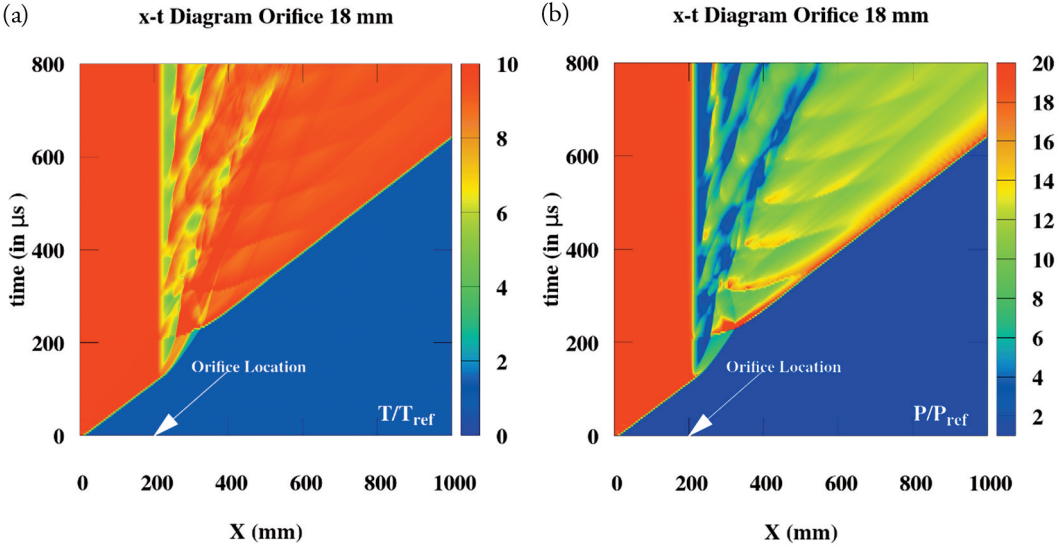 (a)
x-t Diagram Orifice 18 mm
800
600
400
200
0
time (in μs )
Orifice Location
T/Tref
0 200 400 600 800 1000
X (mm)
10
8
6
4
2
0
(b)
x-t Diagram Orifice 18 mm
800
600
400
200
0
time (in μs )
Orifice Location
P/Pref
0 200 400 600 800 1000
X (mm)
20
18
16
14
12
10
8
6
4
2